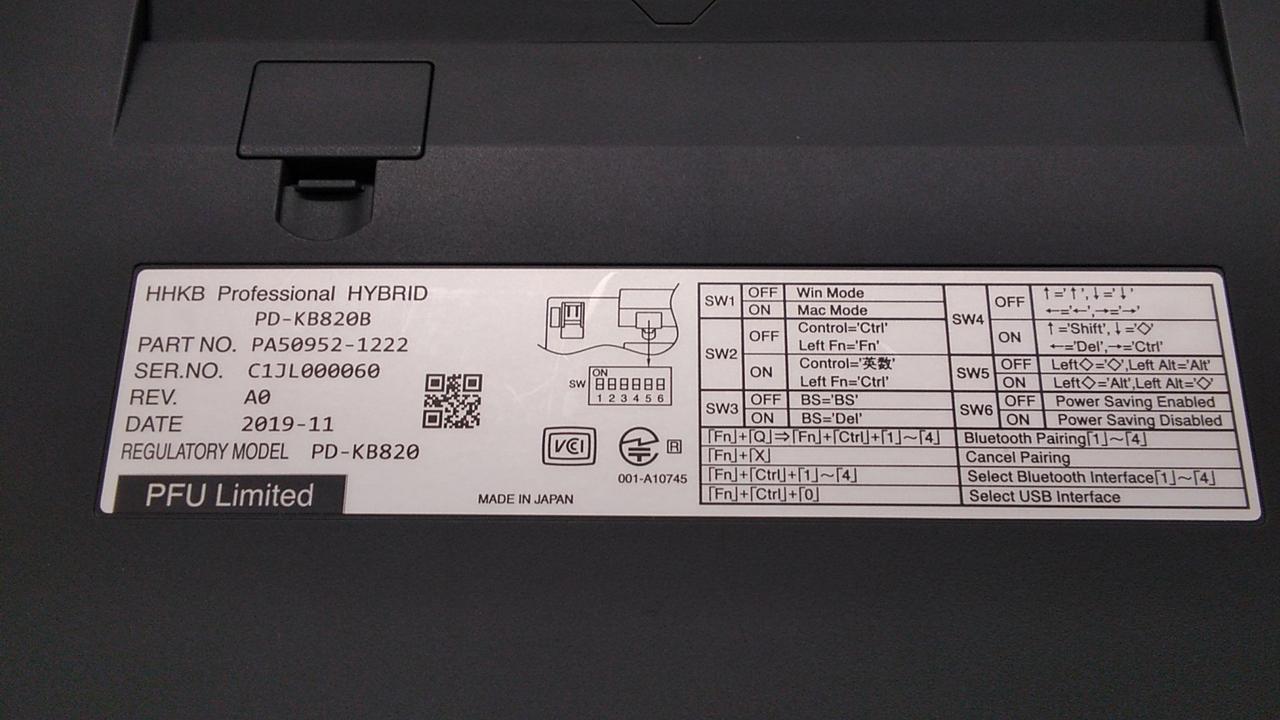 HHKB Professional HYBRID
PD-KB820B
PART NO. PA50952-1222
SER.NO. C1JL000060
REV. A0
DATE 2019-11
REGULATORY MODEL PD-KB820
PFU Limited
SW
ON
1 2 3 4 5 6
VCI
R
001-A10745
MADE IN JAPAN
SW1 OFF Win Mode
ON Mac Mode
SW2 OFF Control='Ctrl'
Left Fn='Fn'
ON Control='英数'
Left Fn='Ctrl'
SW3 OFF BS='BS'
ON BS='Del'
SW4 OFF ↑='↑', ↓='↓'
←='←', →='→'
ON ↑='Shift', ↓='◇'
←='Del', →='Ctrl'
SW5 OFF Left◇='◇', Left Alt='Alt'
ON Left◇='Alt', Left Alt='◇'
SW6 OFF Power Saving Enabled
ON Power Saving Disabled
「Fn」+「Q」⇒「Fn」+「Ctrl」+「1」~「4」 Bluetooth Pairing「1」~「4」
「Fn」+「X」 Cancel Pairing
「Fn」+「Ctrl」+「1」~「4」 Select Bluetooth Interface「1」~「4」
「Fn」+「Ctrl」+「0」 Select USB Interface